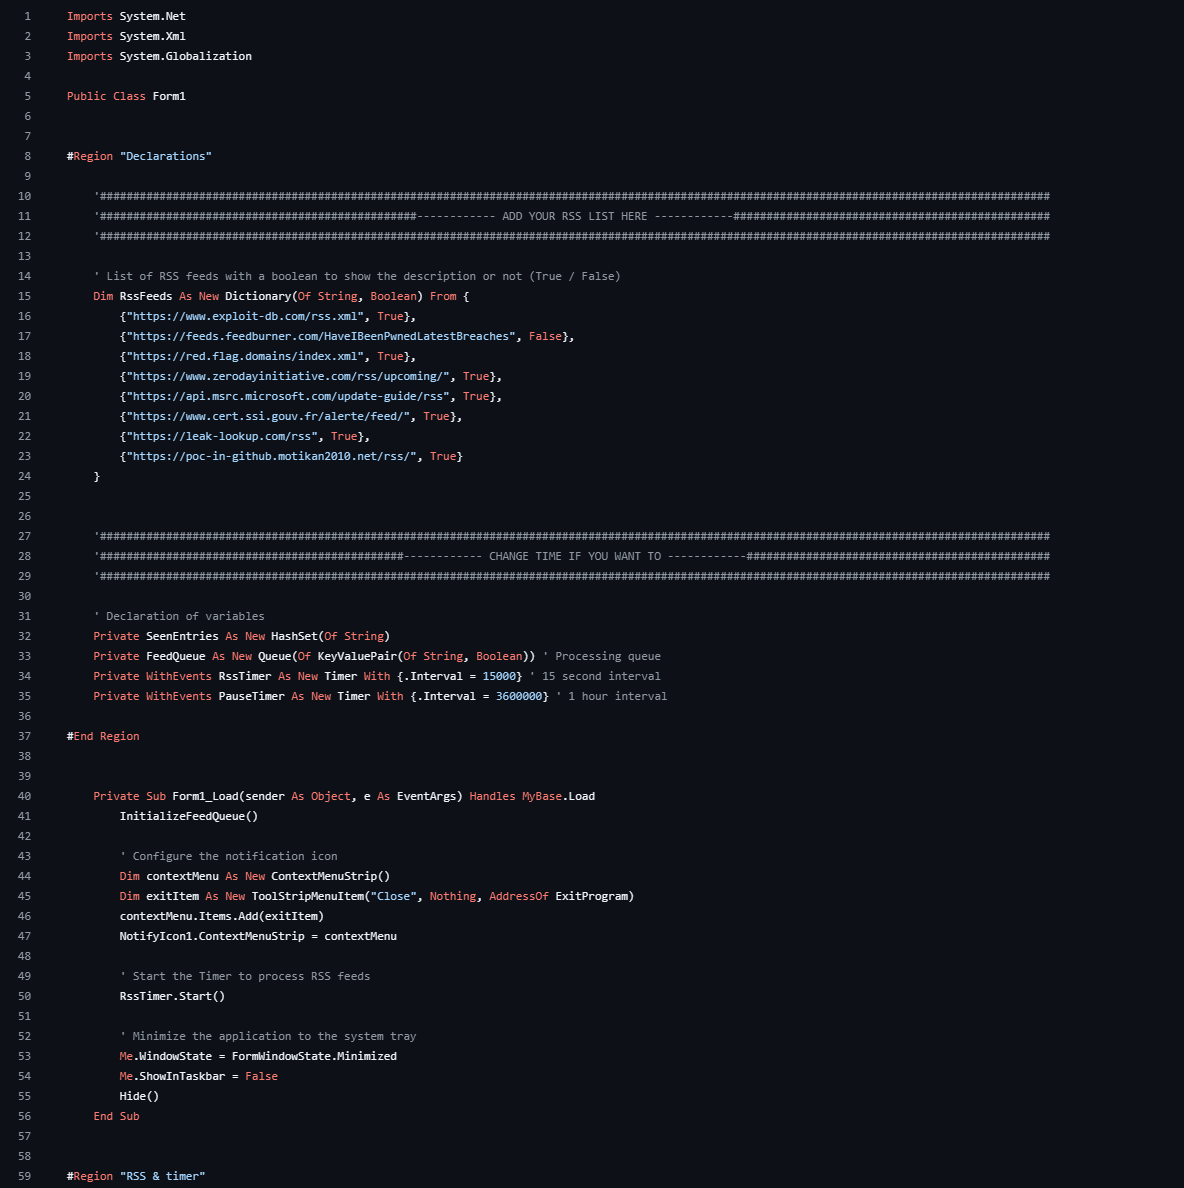 1 Imports System.Net
2 Imports System.Xml
3 Imports System.Globalization
4
5 Public Class Form1
6
7
8 #Region "Declarations"
9
10 '################################################################################################################################################
11 '################################################------------ ADD YOUR RSS LIST HERE ------------################################################
12 '################################################################################################################################################
13
14 ' List of RSS feeds with a boolean to show the description or not (True / False)
15 Dim RssFeeds As New Dictionary(Of String, Boolean) From {
16 {"https://www.exploit-db.com/rss.xml", True},
17 {"https://feeds.feedburner.com/HaveIBeenPwnedLatestBreaches", False},
18 {"https://red.flag.domains/index.xml", True},
19 {"https://www.zerodayinitiative.com/rss/upcoming/", True},
20 {"https://api.msrc.microsoft.com/update-guide/rss", True},
21 {"https://www.cert.ssi.gouv.fr/alerte/feed/", True},
22 {"https://leak-lookup.com/rss", True},
23 {"https://poc-in-github.motikan2010.net/rss/", True}
24 }
25
26
27 '################################################################################################################################################
28 '##############################################------------ CHANGE TIME IF YOU WANT TO ------------##############################################
29 '################################################################################################################################################
30
31 ' Declaration of variables
32 Private SeenEntries As New HashSet(Of String)
33 Private FeedQueue As New Queue(Of KeyValuePair(Of String, Boolean)) ' Processing queue
34 Private WithEvents RssTimer As New Timer With {.Interval = 15000} ' 15 second interval
35 Private WithEvents PauseTimer As New Timer With {.Interval = 3600000} ' 1 hour interval
36
37 #End Region
38
39
40 Private Sub Form1_Load(sender As Object, e As EventArgs) Handles MyBase.Load
41 InitializeFeedQueue()
42
43 ' Configure the notification icon
44 Dim contextMenu As New ContextMenuStrip()
45 Dim exitItem As New ToolStripMenuItem("Close", Nothing, AddressOf ExitProgram)
46 contextMenu.Items.Add(exitItem)
47 NotifyIcon1.ContextMenuStrip = contextMenu
48
49 ' Start the Timer to process RSS feeds
50 RssTimer.Start()
51
52 ' Minimize the application to the system tray
53 Me.WindowState = FormWindowState.Minimized
54 Me.ShowInTaskbar = False
55 Hide()
56 End Sub
57
58
59 #Region "RSS & timer"